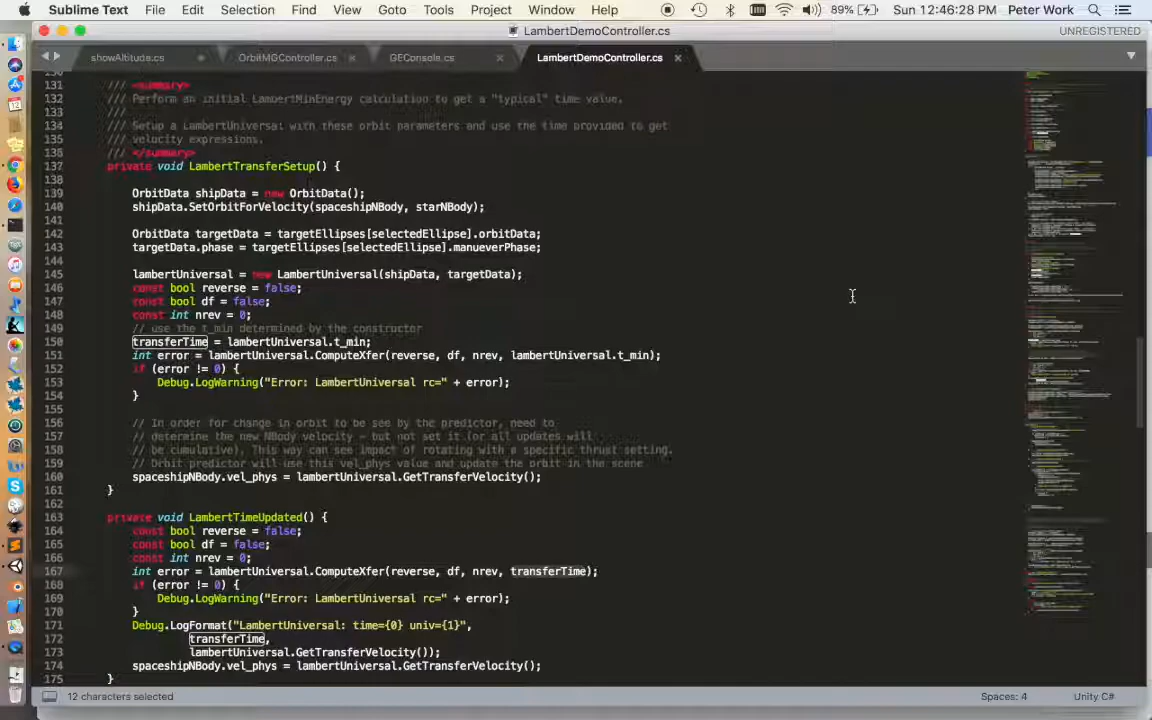 Sublime Text File Edit Selection Find View Goto Tools Project Window Help 89% Sun 12:46:28 PM Peter Work
LambertDemoController.cs UNREGISTERED
showAltitude.cs OrbitMGController.cs GEConsole.cs LambertDemoController.cs
130
131 /// <summary>
132 /// Perform an initial LambertMinEnergy calculation to get a "typical" time value.
133 ///
134 /// Setup a LambertUniversal with these orbit parameters and use the time provided to get
135 /// velocity expressions.
136 /// </summary>
137 private void LambertTransferSetup() {
138
139 OrbitData shipData = new OrbitData();
140 shipData.SetOrbitForVelocity(spaceshipNBody, starNBody);
141
142 OrbitData targetData = targetEllipses[selectedEllipse].orbitData;
143 targetData.phase = targetEllipses[selectedEllipse].manueverPhase;
144
145 lambertUniversal = new LambertUniversal(shipData, targetData);
146 const bool reverse = false;
147 const bool df = false;
148 const int nrev = 0;
149 // use the t_min determined by the constructor
150 transferTime = lambertUniversal.t_min;
151 int error = lambertUniversal.ComputeXfer(reverse, df, nrev, lambertUniversal.t_min);
152 if (error != 0) {
153 Debug.LogWarning("Error: LambertUniversal rc=" + error);
154 }
155
156 // In order for change in orbit to be see by the predictor, need to
157 // determine the new NBody velocity - but not set it (or all updates will
158 // be cumulative). This way can see impact of rotating with a specific thrust setting.
159 // Orbit predictor will use this vel_phys value and update the orbit in the scene
160 spaceshipNBody.vel_phys = lambertUniversal.GetTransferVelocity();
161 }
162
163 private void LambertTimeUpdated() {
164 const bool reverse = false;
165 const bool df = false;
166 const int nrev = 0;
167 int error = lambertUniversal.ComputeXfer(reverse, df, nrev, transferTime);
168 if (error != 0) {
169 Debug.LogWarning("Error: LambertUniversal rc=" + error);
170 }
171 Debug.LogFormat("LambertUniversal: time={0} univ={1}",
172 transferTime,
173 lambertUniversal.GetTransferVelocity());
174 spaceshipNBody.vel_phys = lambertUniversal.GetTransferVelocity();
175 }
12 characters selected Spaces: 4 Unity C#